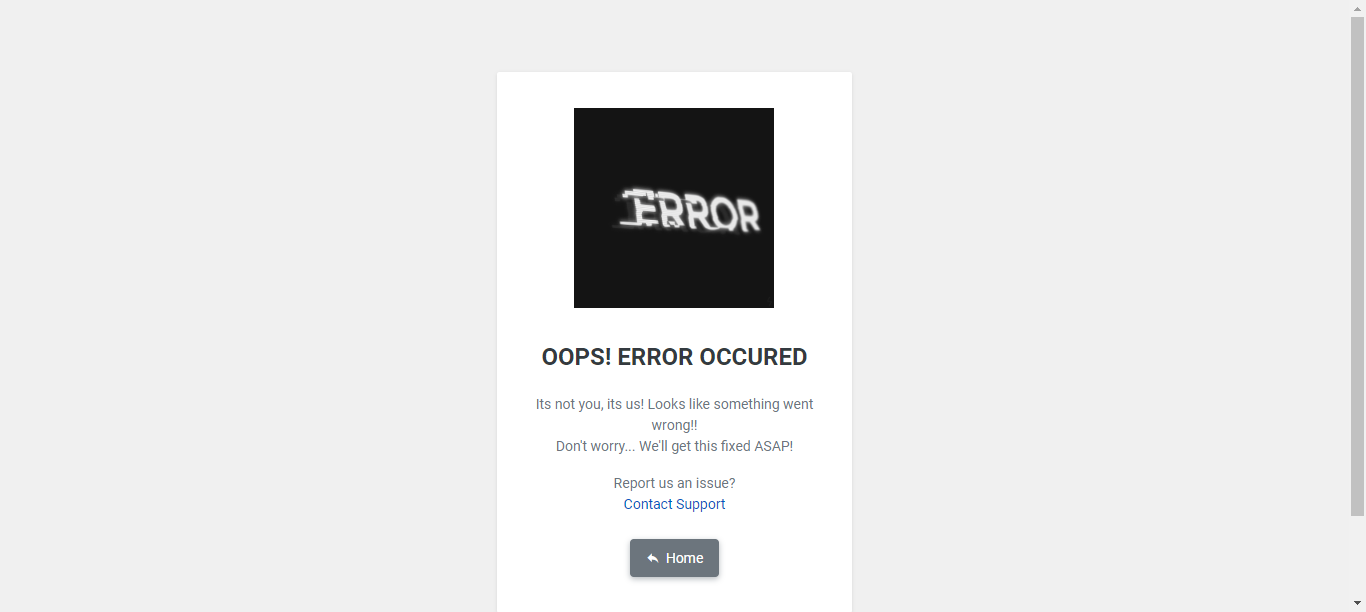 ERROR
OOPS! ERROR OCCURED
Its not you, its us! Looks like something went
wrong!!
Don't worry... We'll get this fixed ASAP!
Report us an issue?
Contact Support
Home